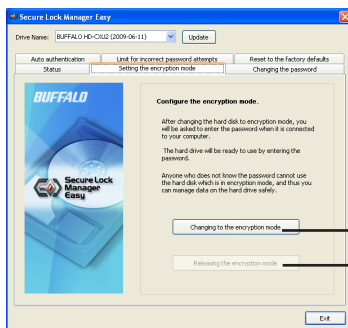 Secure Lock Manager Easy
Drive Name: BUFFALO HD-CXU2 (2009-06-11) Update
Auto authentication Limit for incorrect password attempts Reset to the factory defaults
Status Setting the encryption mode Changing the password
BUFFALO
Secure Lock
Manager
Easy
Configure the encryption mode.
After changing the hard disk to encryption mode, you
will be asked to enter the password when it is connected
to your computer.
The hard drive will be ready to use by entering the
password.
Anyone who does not know the password cannot use
the hard disk which is in encryption mode, and thus you
can manage data on the hard drive safely.
Changing to the encryption mode
Releasing the encryption mode
Exit